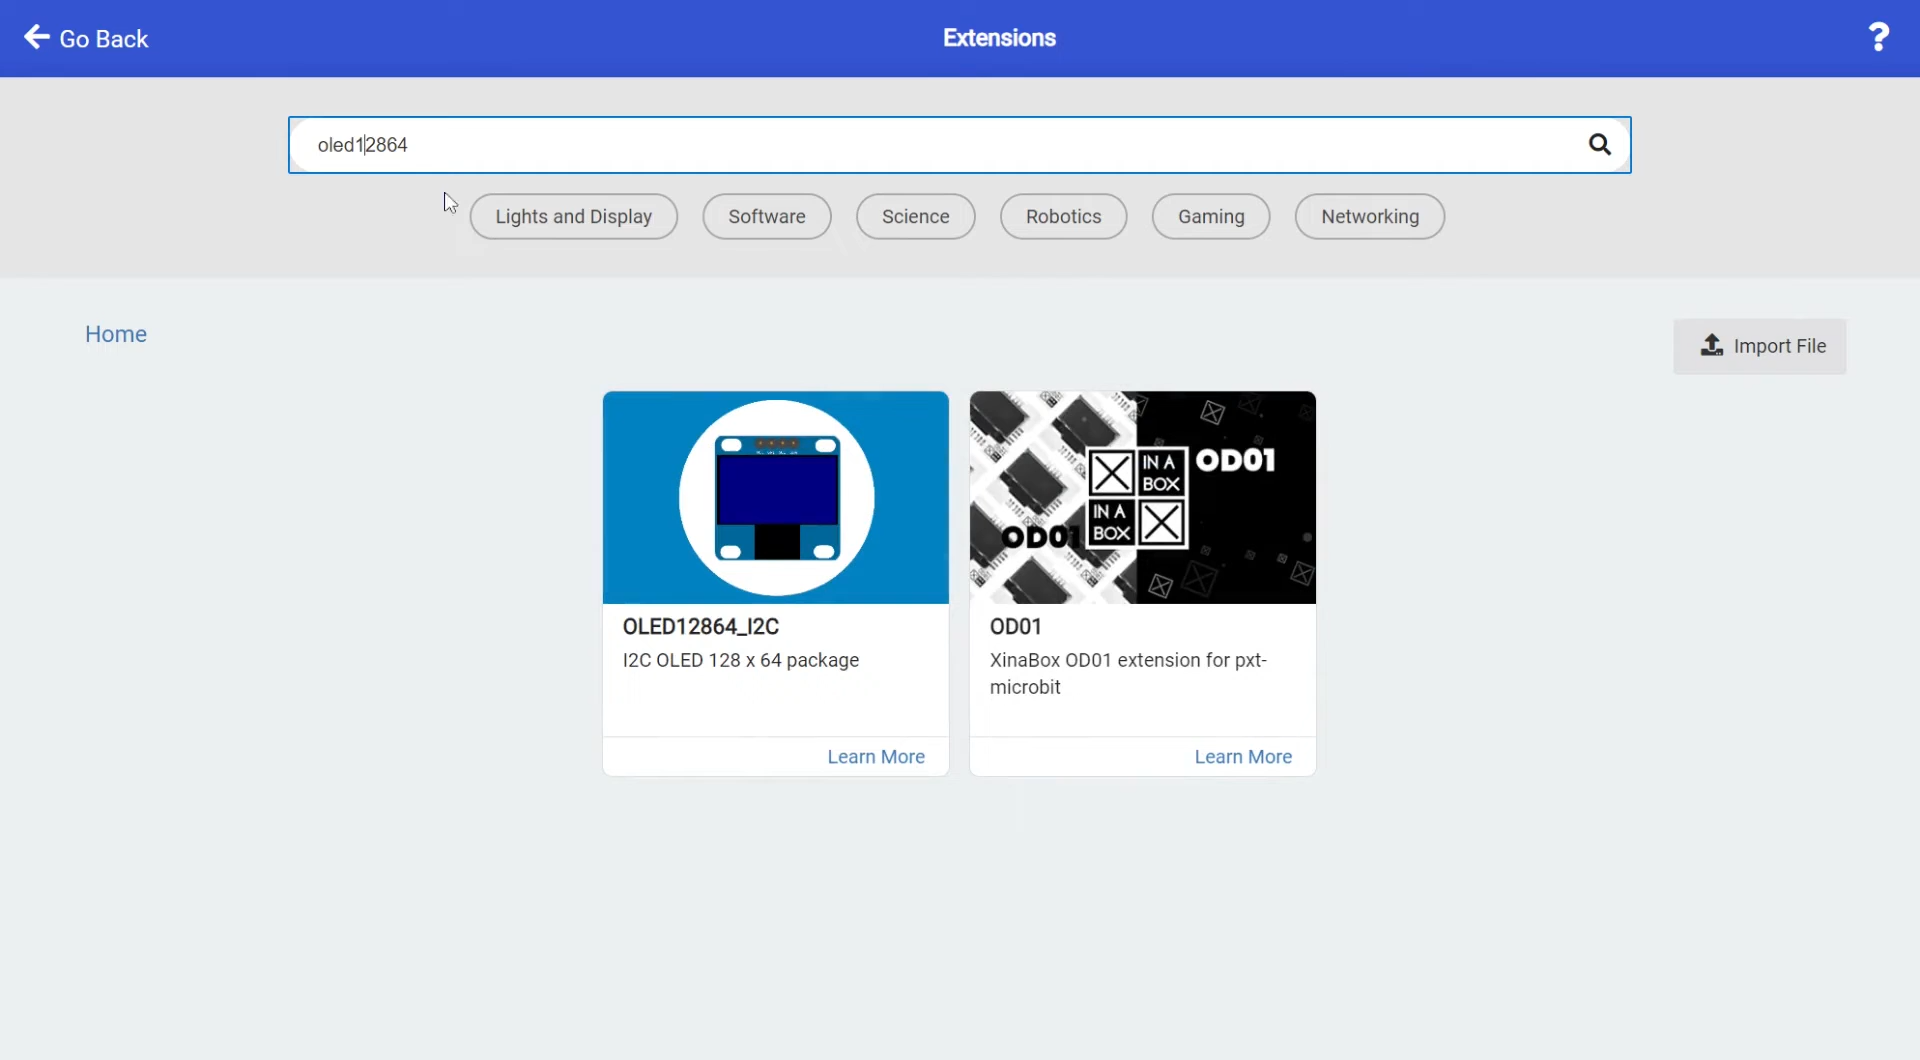 Go Back
Extensions
?
oled12864
Lights and Display
Software
Science
Robotics
Gaming
Networking
Home
Import File
IN A
BOX
IN A
BOX
OD01
OD01
OLED12864_I2C
I2C OLED 128 x 64 package
Learn More
OD01
XinaBox OD01 extension for pxt-
microbit
Learn More